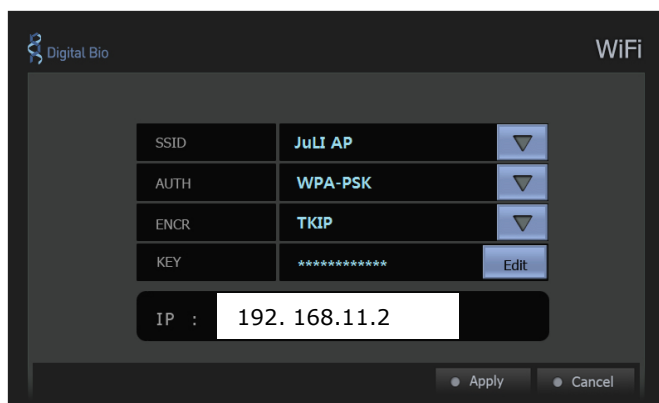 Digital Bio WiFi
SSID JuLI AP
AUTH WPA-PSK
ENCR TKIP
KEY ************ Edit
IP : 192. 168.11.2
Apply Cancel